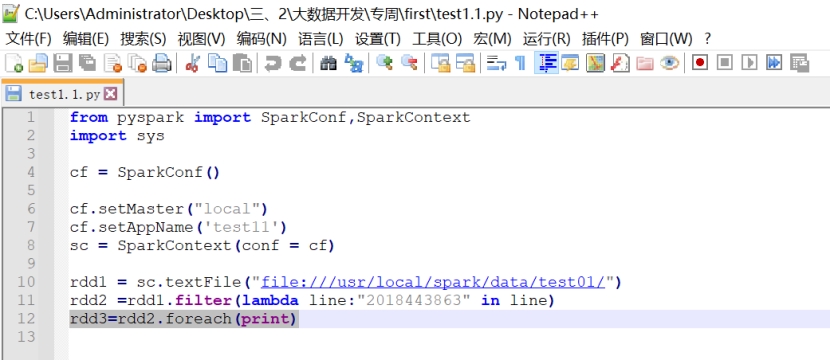 C:\Users\Administrator\Desktop\三、2\大数据开发\专周\first\test1.1.py - Notepad++
文件(F) 编辑(E) 搜索(S) 视图(V) 编码(N) 语言(L) 设置(T) 工具(O) 宏(M) 运行(R) 插件(P) 窗口(W) ?
test1.1.py
1 from pyspark import SparkConf,SparkContext
2 import sys
3
4 cf = SparkConf()
5
6 cf.setMaster("local")
7 cf.setAppName('test11')
8 sc = SparkContext(conf = cf)
9
10 rdd1 = sc.textFile("file:///usr/local/spark/data/test01/")
11 rdd2 =rdd1.filter(lambda line:"2018443863" in line)
12 rdd3=rdd2.foreach(print)
13